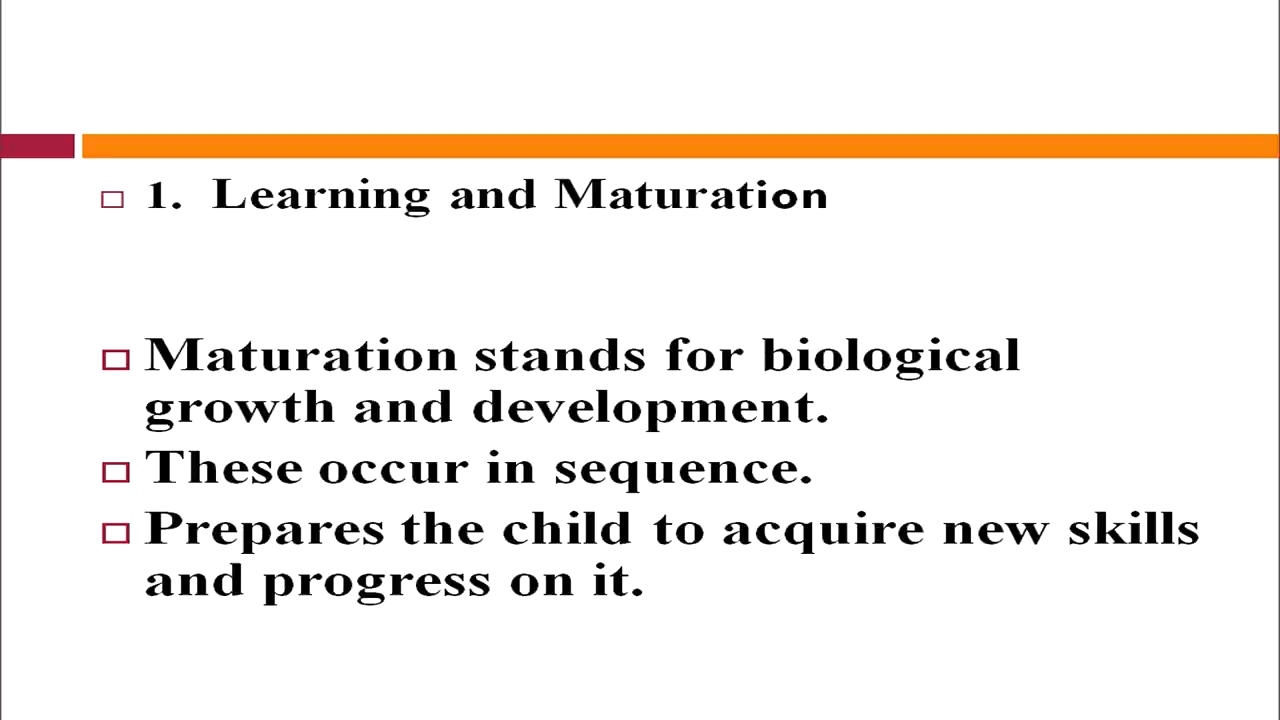 1. Learning and Maturation
Maturation stands for biological
growth and development.
These occur in sequence.
Prepares the child to acquire new skills
and progress on it.